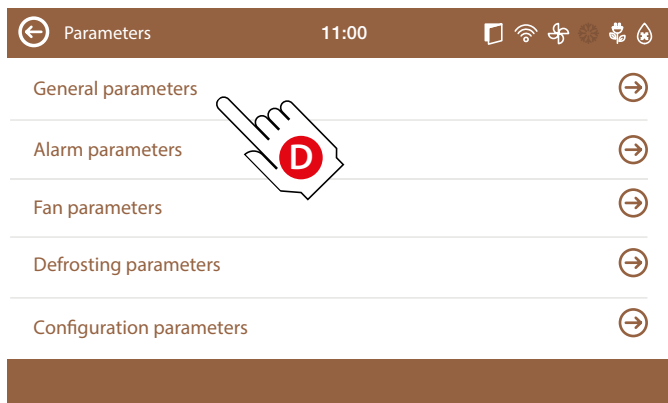 Parameters 11:00
General parameters
Alarm parameters
D
Fan parameters
Defrosting parameters
Configuration parameters